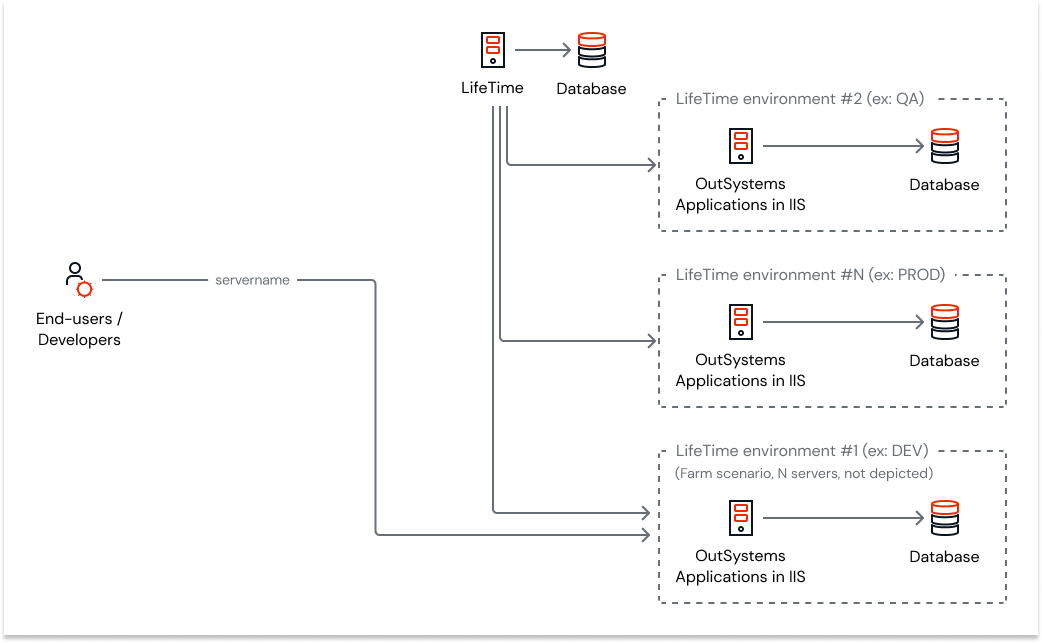 LifeTime
Database
LifeTime environment #2 (ex: QA)
OutSystems
Applications in IIS
Database
servername
End-users /
Developers
LifeTime environment #N (ex: PROD)
OutSystems
Applications in IIS
Database
LifeTime environment #1 (ex: DEV)
(Farm scenario, N servers, not depicted)
OutSystems
Applications in IIS
Database